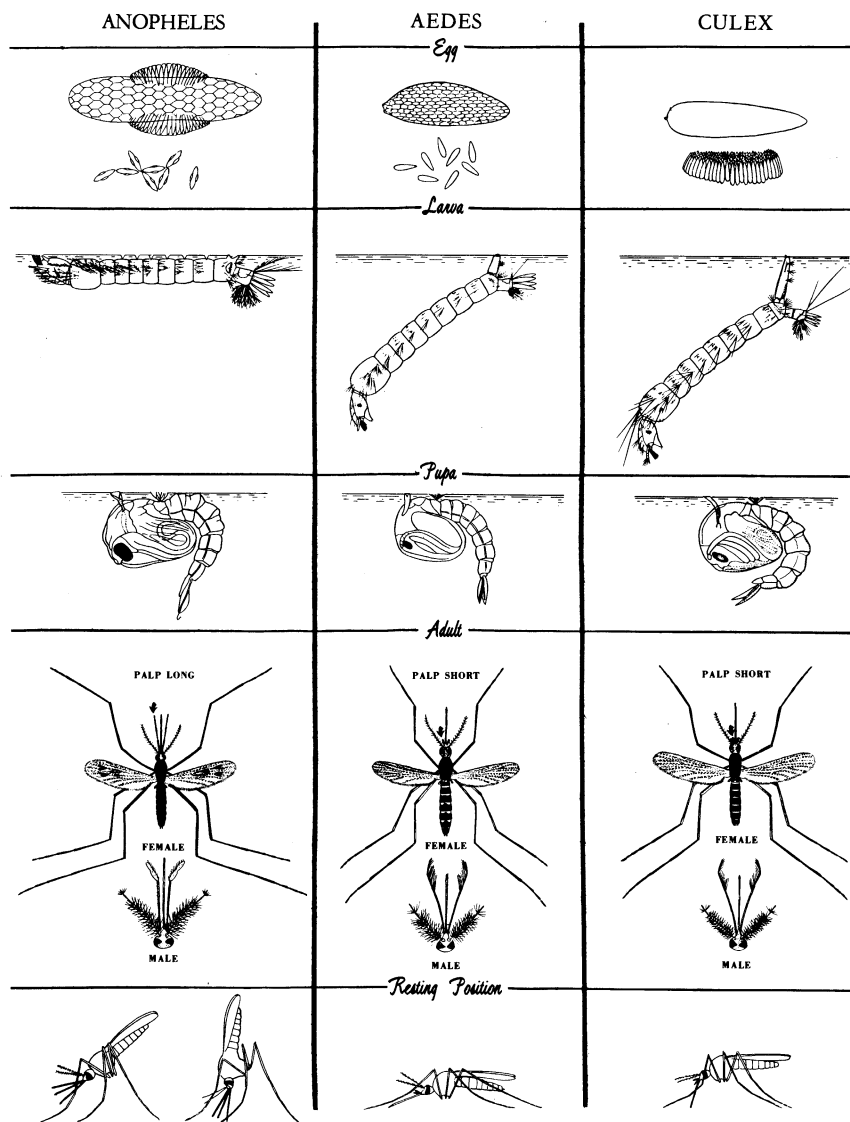 ANOPHELES AEDES CULEX
Egg
Larva
Pupa
Adult
PALP LONG PALP SHORT PALP SHORT
FEMALE FEMALE FEMALE
MALE MALE MALE
Resting Position